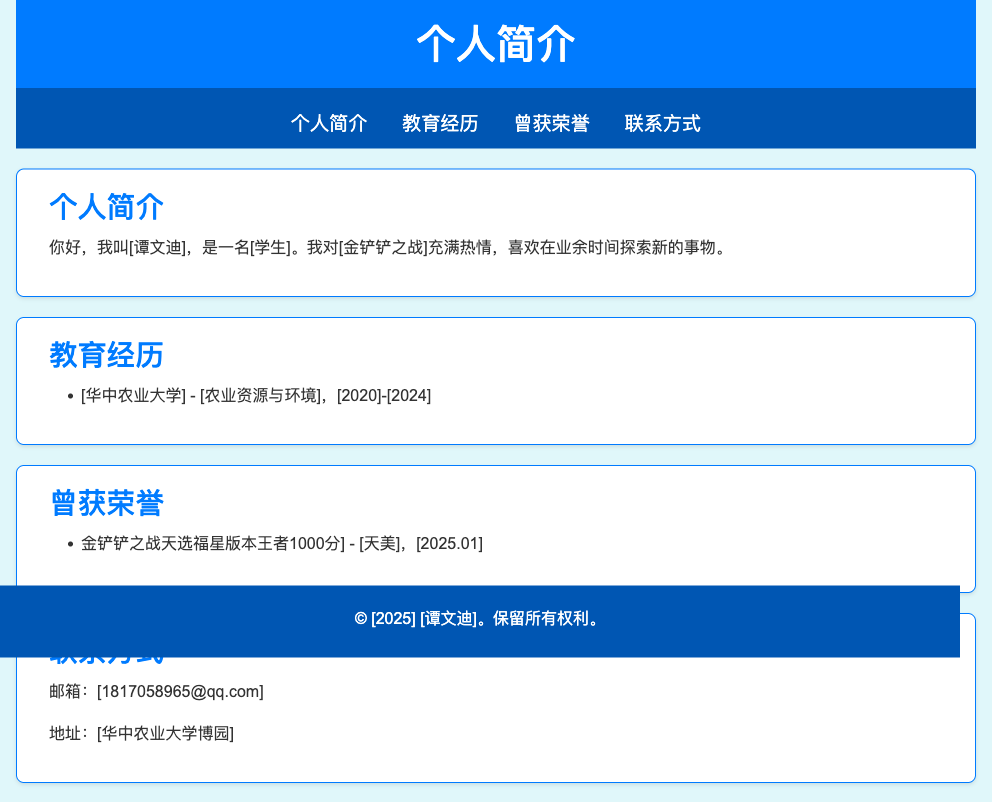 个人简介
个人简介 教育经历 曾获荣誉 联系方式
个人简介
你好，我叫[谭文迪]，是一名[学生]。我对[金铲铲之战]充满热情，喜欢在业余时间探索新的事物。
教育经历
• [华中农业大学] - [农业资源与环境]，[2020]-[2024]
曾获荣誉
• 金铲铲之战天选福星版本王者1000分] - [天美]，[2025.01]
© [2025] [谭文迪]。保留所有权利。
联系方式
邮箱：[1817058965@qq.com]
地址：[华中农业大学博园]